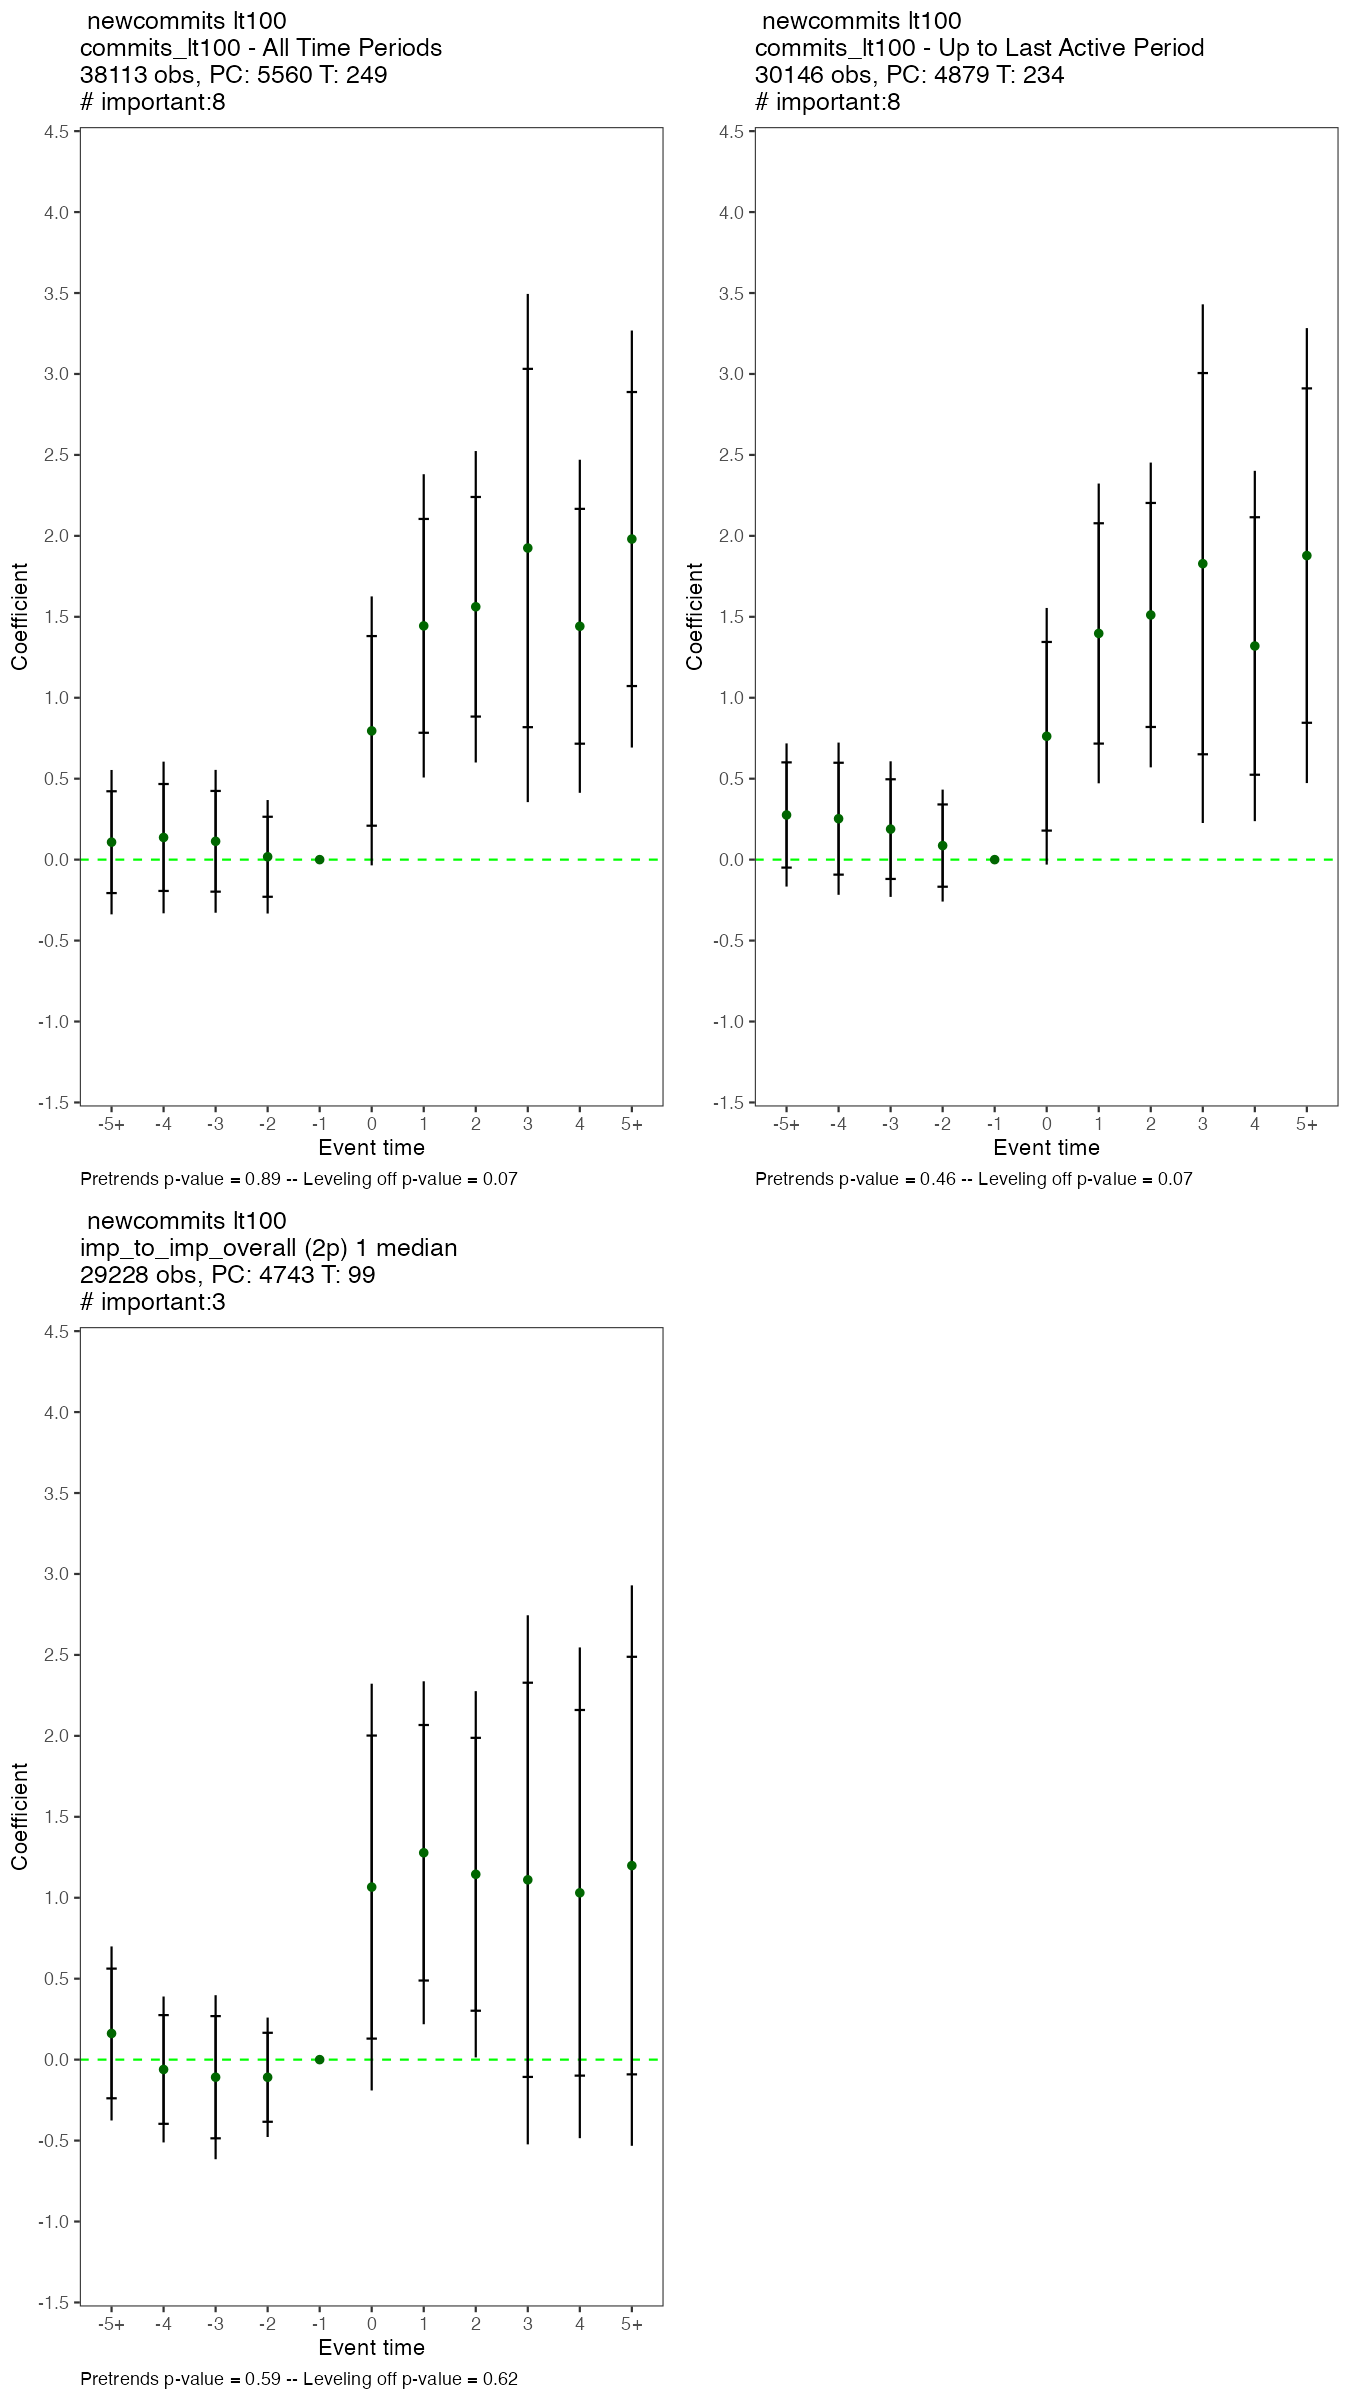 newcommits lt100
commits_lt100 - All Time Periods
38113 obs, PC: 5560 T: 249
# important:8
4.5
4.0
3.5
3.0
2.5
2.0
1.5
1.0
0.5
0.0
-0.5
-1.0
-1.5
Coefficient
-5+ -4 -3 -2 -1 0 1 2 3 4 5+
Event time
Pretrends p-value = 0.89 -- Leveling off p-value = 0.07
newcommits lt100
commits_lt100 - Up to Last Active Period
30146 obs, PC: 4879 T: 234
# important:8
4.5
4.0
3.5
3.0
2.5
2.0
1.5
1.0
0.5
0.0
-0.5
-1.0
-1.5
Coefficient
-5+ -4 -3 -2 -1 0 1 2 3 4 5+
Event time
Pretrends p-value = 0.46 -- Leveling off p-value = 0.07
newcommits lt100
imp_to_imp_overall (2p) 1 median
29228 obs, PC: 4743 T: 99
# important:3
4.5
4.0
3.5
3.0
2.5
2.0
1.5
1.0
0.5
0.0
-0.5
-1.0
-1.5
Coefficient
-5+ -4 -3 -2 -1 0 1 2 3 4 5+
Event time
Pretrends p-value = 0.59 -- Leveling off p-value = 0.62